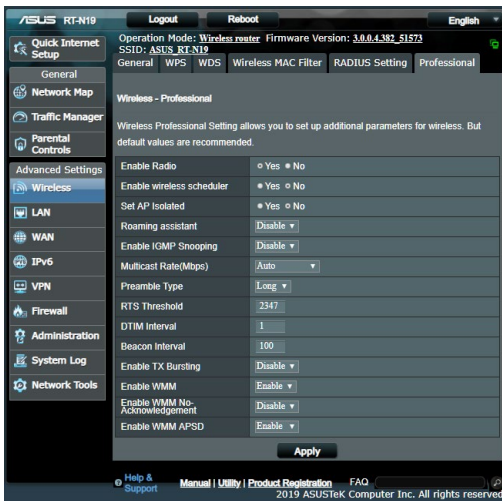 ASUS RT-N19 Logout Reboot English
Operation Mode: Wireless router Firmware Version: 3.0.0.4.382_51573
SSID: ASUS_RT-N19
Quick Internet
Setup
General
Network Map
Traffic Manager
Parental
Controls
Advanced Settings
Wireless
LAN
WAN
IPv6
VPN
Firewall
Administration
System Log
Network Tools
General WPS WDS Wireless MAC Filter RADIUS Setting Professional
Wireless - Professional
Wireless Professional Setting allows you to set up additional parameters for wireless. But
default values are recommended.
Enable Radio Yes No
Enable wireless scheduler Yes No
Set AP Isolated Yes No
Roaming assistant Disable
Enable IGMP Snooping Disable
Multicast Rate(Mbps) Auto
Preamble Type Long
RTS Threshold 2347
DTIM Interval 1
Beacon Interval 100
Enable TX Bursting Disable
Enable WMM Enable
Enable WMM No-
Acknowledgement Disable
Enable WMM APSD Enable
Apply
Help &
Support Manual | Utility | Product Registration FAQ
2019 ASUSTeK Computer Inc. All rights reserved